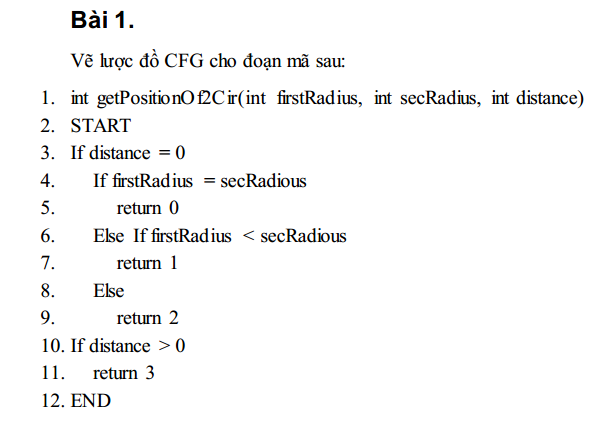 Bài 1.
Vẽ lược đồ CFG cho đoạn mã sau:
1. int getPositionOf2Cir(int firstRadius, int secRadius, int distance)
2. START
3. If distance = 0
4. If firstRadius = secRadious
5. return 0
6. Else If firstRadius < secRadious
7. return 1
8. Else
9. return 2
10. If distance > 0
11. return 3
12. END